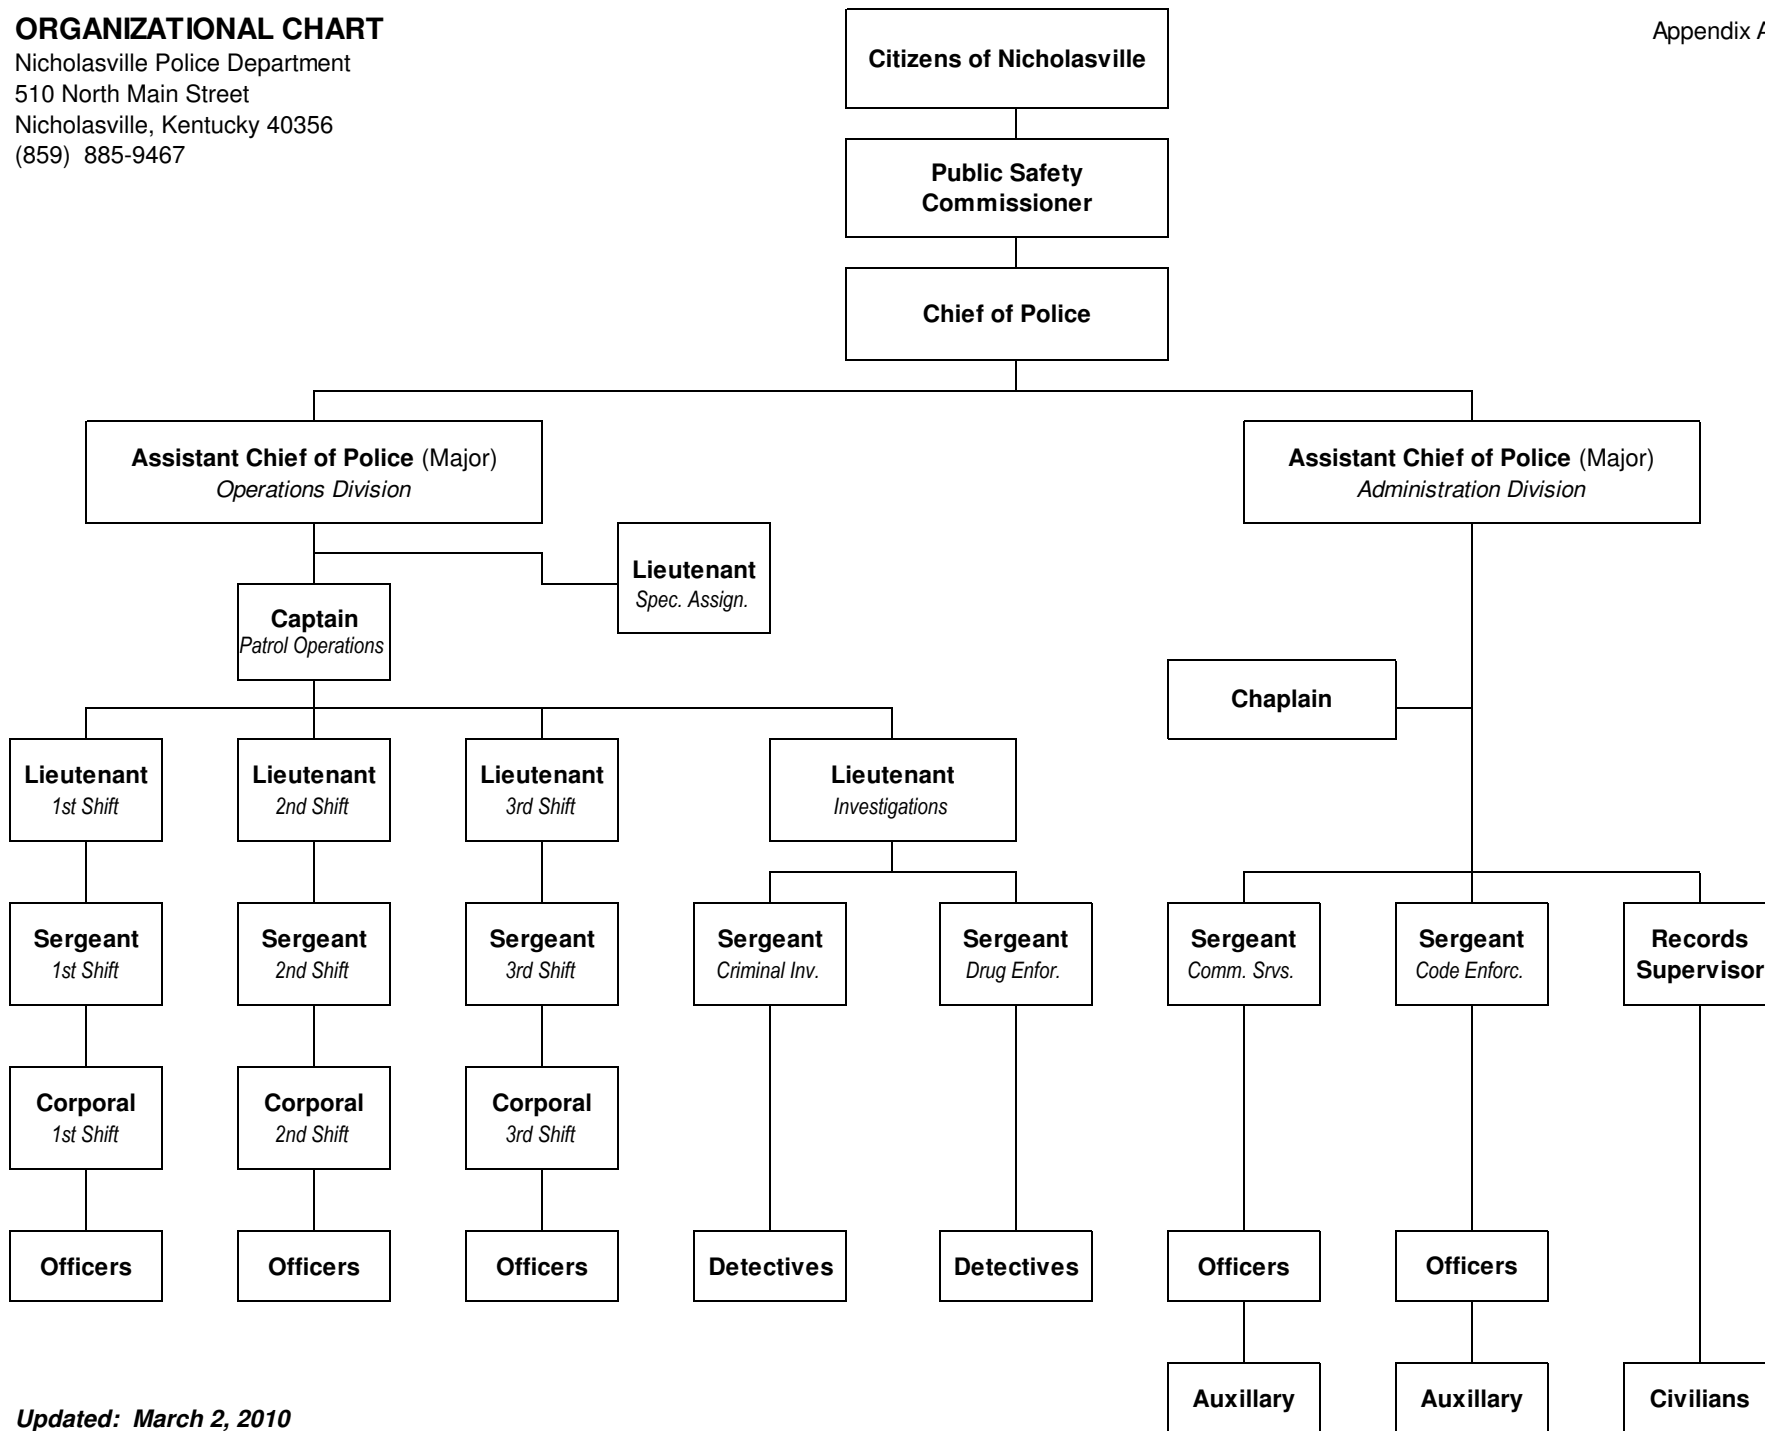 ORGANIZATIONAL CHART
Nicholasville Police Department
510 North Main Street
Nicholasville, Kentucky 40356
(859) 885-9467
Appendix A
Citizens of Nicholasville
Public Safety
Commissioner
Chief of Police
Assistant Chief of Police (Major)
Operations Division
Assistant Chief of Police (Major)
Administration Division
Lieutenant
Spec. Assign.
Captain
Patrol Operations
Chaplain
Lieutenant
1st Shift
Lieutenant
2nd Shift
Lieutenant
3rd Shift
Lieutenant
Investigations
Sergeant
1st Shift
Sergeant
2nd Shift
Sergeant
3rd Shift
Sergeant
Criminal Inv.
Sergeant
Drug Enfor.
Sergeant
Comm. Srvs.
Sergeant
Code Enforc.
Records
Supervisor
Corporal
1st Shift
Corporal
2nd Shift
Corporal
3rd Shift
Officers
Officers
Officers
Detectives
Detectives
Officers
Officers
Auxillary
Auxillary
Civilians
Updated: March 2, 2010